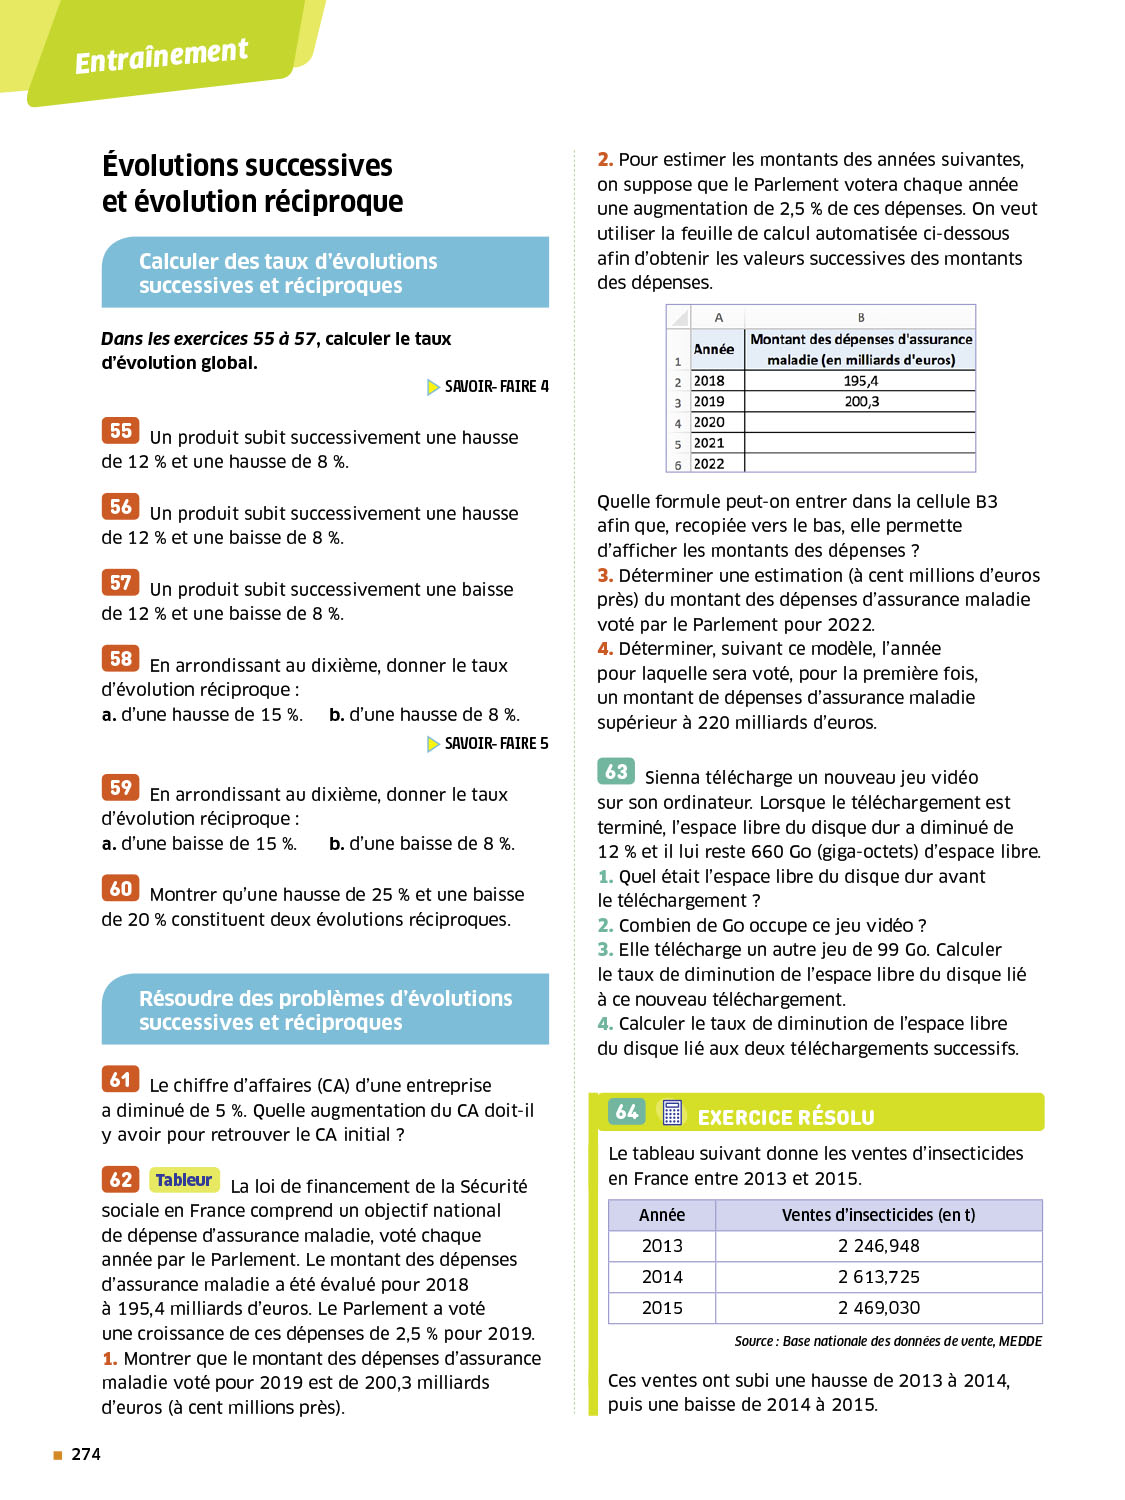 Entraînement
Évolutions successives
et évolution réciproque
Calculer des taux d'évolutions
successives et réciproques
Dans les exercices 55 à 57, calculer le taux
d'évolution global.
SAVOIR-FAIRE 4
55 Un produit subit successivement une hausse
de 12 % et une hausse de 8 %.
56 Un produit subit successivement une hausse
de 12 % et une baisse de 8 %.
57 Un produit subit successivement une baisse
de 12 % et une baisse de 8 %.
58 En arrondissant au dixième, donner le taux
d'évolution réciproque :
a. d'une hausse de 15 %. b. d'une hausse de 8 %.
SAVOIR-FAIRE 5
59 En arrondissant au dixième, donner le taux
d'évolution réciproque :
a. d'une baisse de 15 %. b. d'une baisse de 8 %.
60 Montrer qu'une hausse de 25 % et une baisse
de 20 % constituent deux évolutions réciproques.
Résoudre des problèmes d'évolutions
successives et réciproques
61 Le chiffre d'affaires (CA) d'une entreprise
a diminué de 5 %. Quelle augmentation du CA doit-il
y avoir pour retrouver le CA initial ?
62 Tableur La loi de financement de la Sécurité
sociale en France comprend un objectif national
de dépense d'assurance maladie, voté chaque
année par le Parlement. Le montant des dépenses
d'assurance maladie a été évalué pour 2018
à 195,4 milliards d'euros. Le Parlement a voté
une croissance de ces dépenses de 2,5 % pour 2019.
1. Montrer que le montant des dépenses d'assurance
maladie voté pour 2019 est de 200,3 milliards
d'euros (à cent millions près).
2. Pour estimer les montants des années suivantes,
on suppose que le Parlement votera chaque année
une augmentation de 2,5 % de ces dépenses. On veut
utiliser la feuille de calcul automatisée ci-dessous
afin d'obtenir les valeurs successives des montants
des dépenses.
A B
1 Année Montant des dépenses d'assurance
maladie (en milliards d'euros)
2 2018 195,4
3 2019 200,3
4 2020
5 2021
6 2022
Quelle formule peut-on entrer dans la cellule B3
afin que, recopiée vers le bas, elle permette
d'afficher les montants des dépenses ?
3. Déterminer une estimation (à cent millions d'euros
près) du montant des dépenses d'assurance maladie
voté par le Parlement pour 2022.
4. Déterminer, suivant ce modèle, l'année
pour laquelle sera voté, pour la première fois,
un montant de dépenses d'assurance maladie
supérieur à 220 milliards d'euros.
63 Sienna télécharge un nouveau jeu vidéo
sur son ordinateur. Lorsque le téléchargement est
terminé, l'espace libre du disque dur a diminué de
12 % et il lui reste 660 Go (giga-octets) d'espace libre.
1. Quel était l'espace libre du disque dur avant
le téléchargement ?
2. Combien de Go occupe ce jeu vidéo ?
3. Elle télécharge un autre jeu de 99 Go. Calculer
le taux de diminution de l'espace libre du disque lié
à ce nouveau téléchargement.
4. Calculer le taux de diminution de l'espace libre
du disque lié aux deux téléchargements successifs.
64 EXERCICE RÉSOLU
Le tableau suivant donne les ventes d'insecticides
en France entre 2013 et 2015.
Année Ventes d'insecticides (en t)
2013 2 246,948
2014 2 613,725
2015 2 469,030
Source : Base nationale des données de vente, MEDDE
Ces ventes ont subi une hausse de 2013 à 2014,
puis une baisse de 2014 à 2015.
274